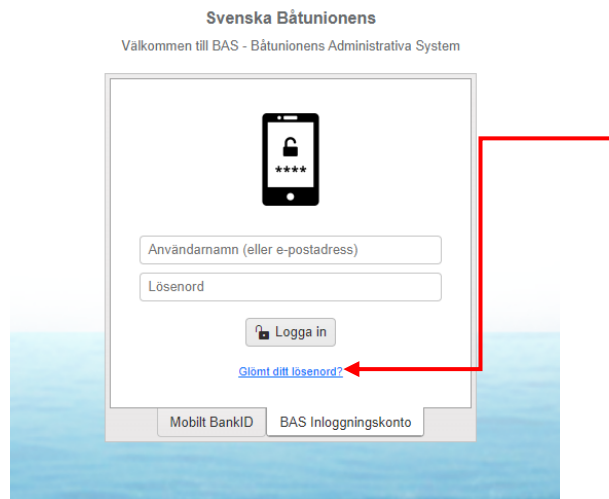 Svenska Båtunionens
Välkommen till BAS - Båtunionens Administrativa System
****
Användarnamn (eller e-postadress)
Lösenord
Logga in
Glömt ditt lösenord?
Mobilt BankID
BAS Inloggningskonto